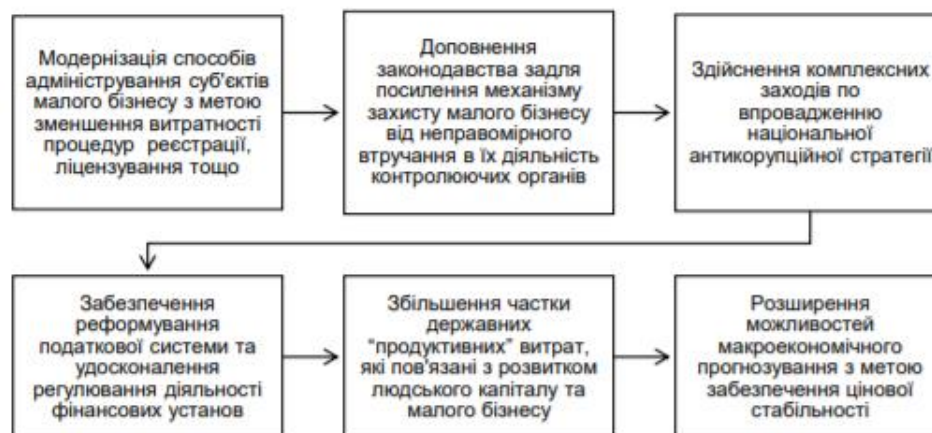 Модернізація способів
адміністрування суб'єктів
малого бізнесу з метою
зменшення витратності
процедур реєстрації,
ліцензування тощо
Доповнення
законодавства задля
посилення механізму
захисту малого бізнесу
від неправомірного
втручання в їх діяльність
контролюючих органів
Здійснення комплексних
заходів по
впровадженню
національної
антикорупційної стратегії
Забезпечення
реформування
податкової системи та
удосконалення
регулювання діяльності
фінансових установ
Збільшення частки
державних
“продуктивних” витрат,
які пов'язані з розвитком
людського капіталу та
малого бізнесу
Розширення
можливостей
макроекономічного
прогнозування з метою
забезпечення цінової
стабільності